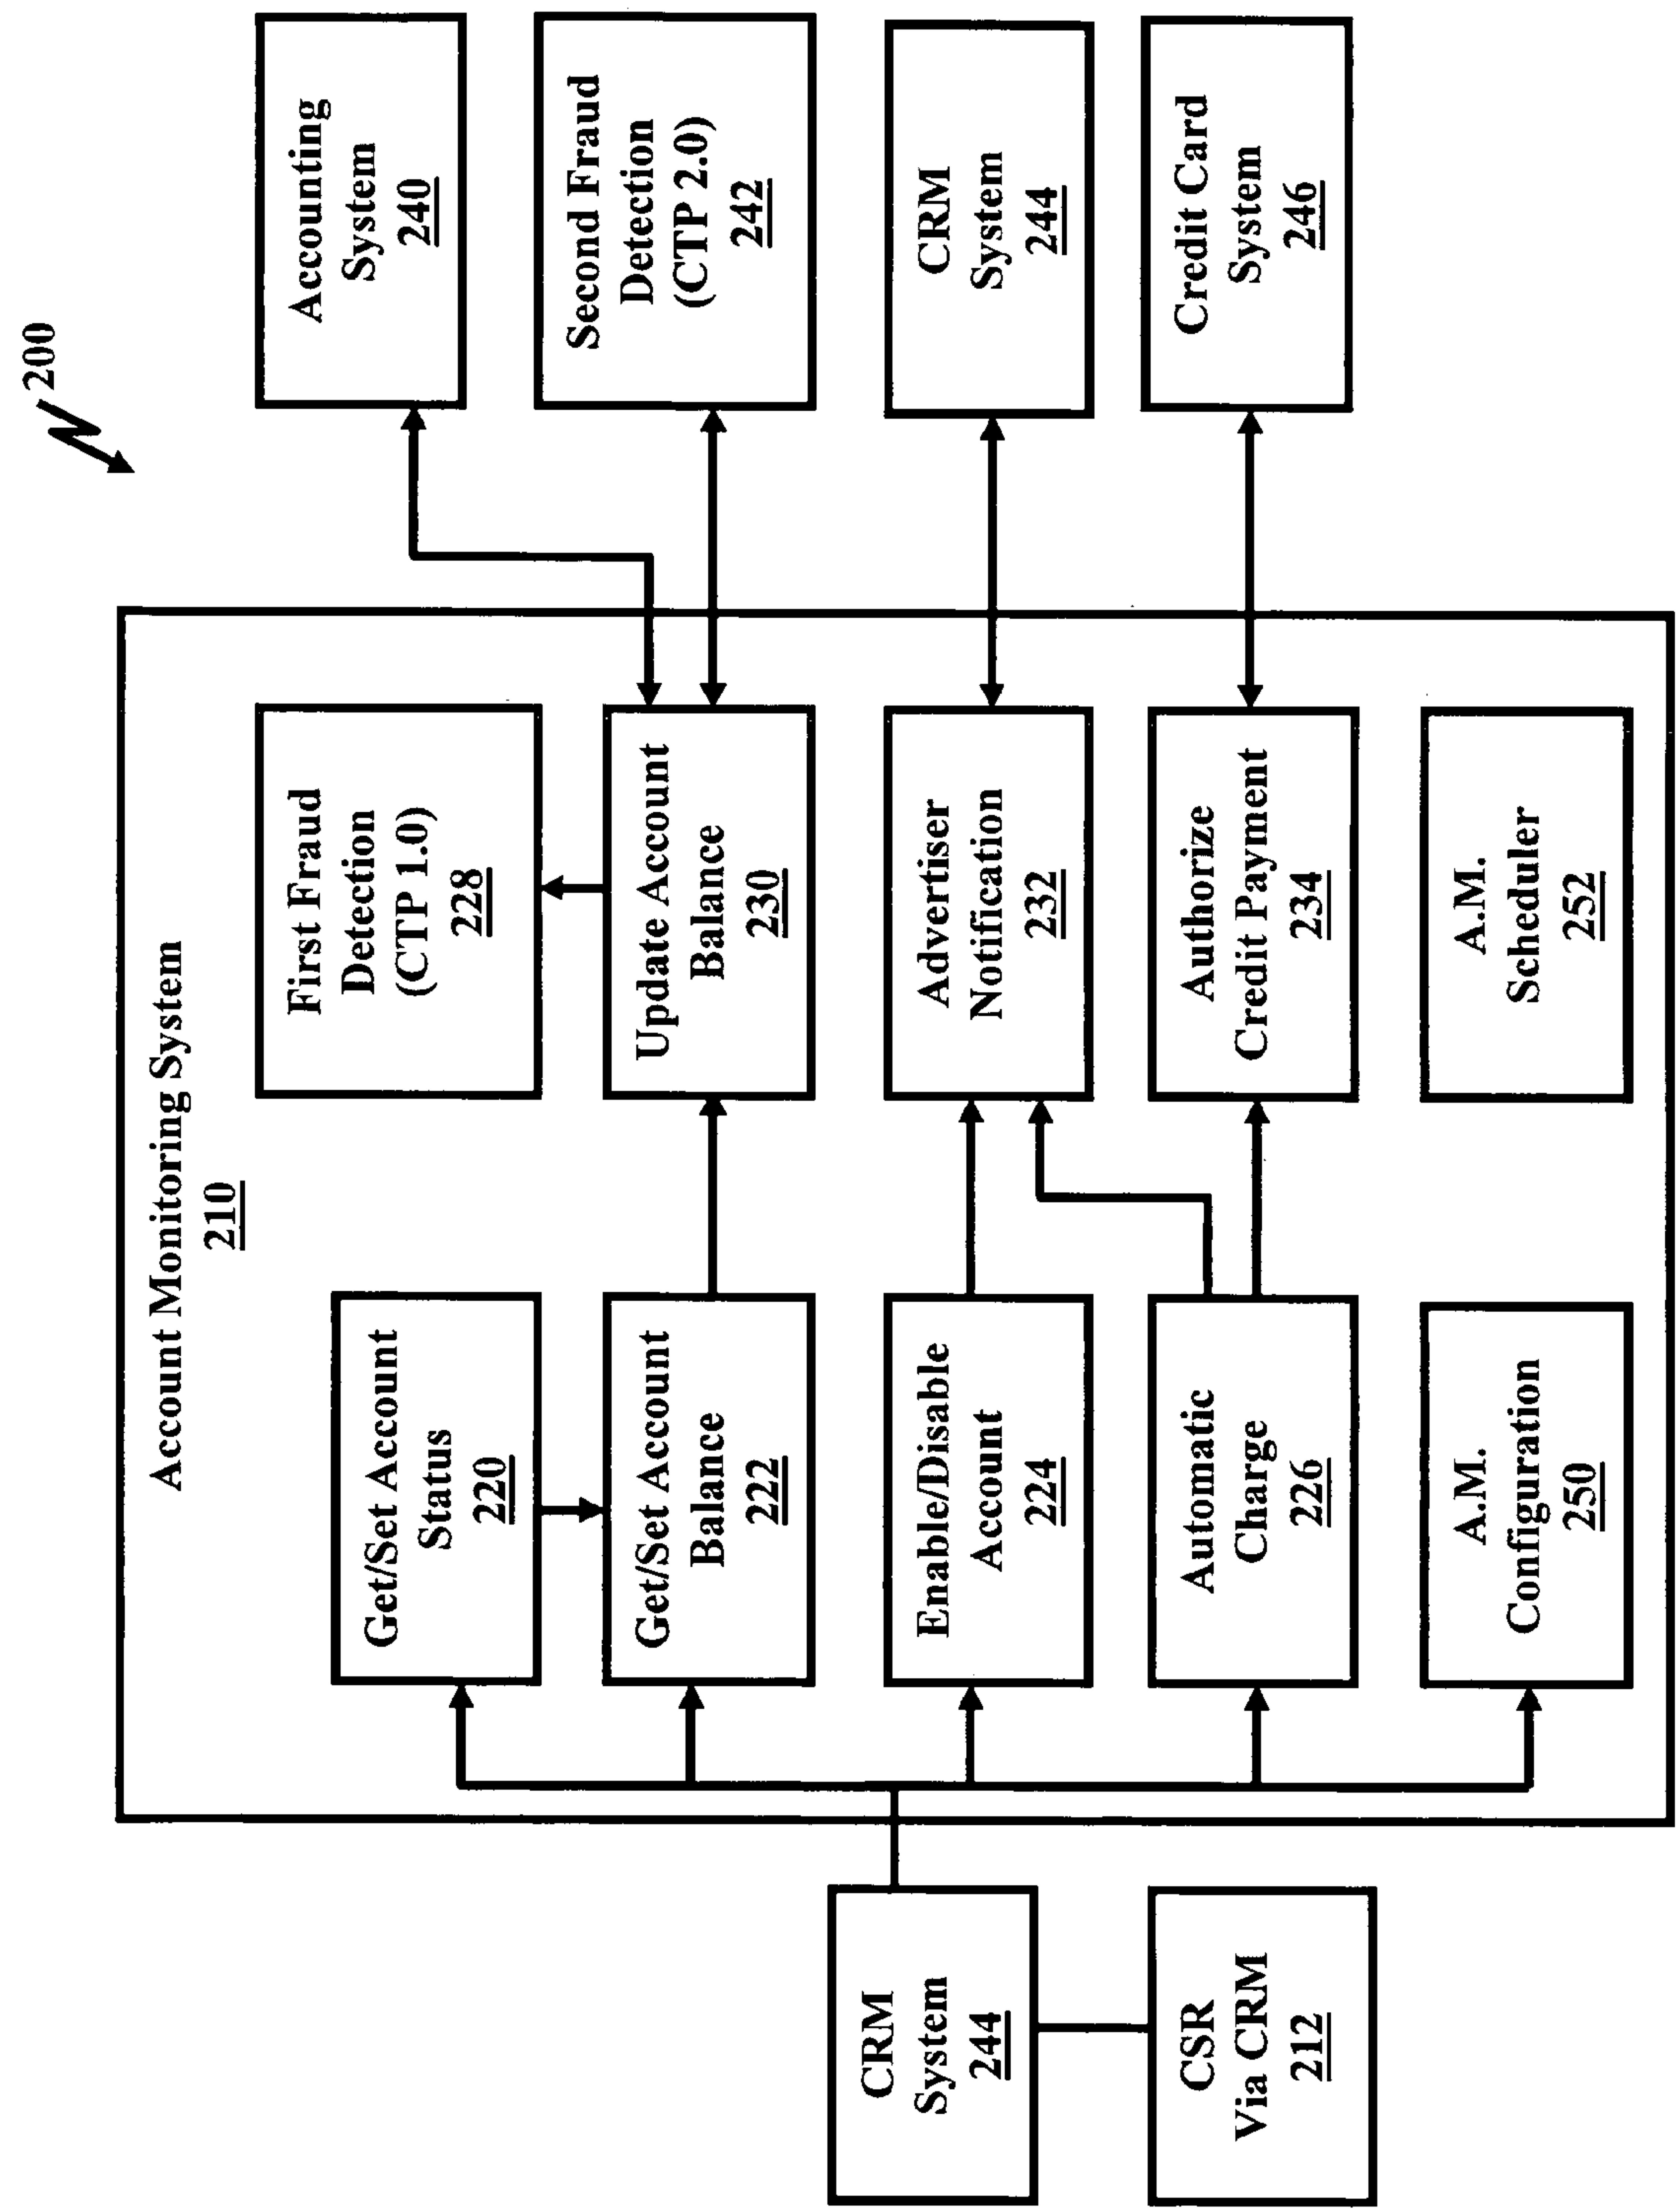 200
Account Monitoring System
210
CRM
System
244
CSR
Via CRM
212
Get/Set Account
Status
220
Get/Set Account
Balance
222
Enable/Disable
Account
224
Automatic
Charge
226
A.M.
Configuration
250
First Fraud
Detection
(CTP 1.0)
228
Update Account
Balance
230
Advertiser
Notification
232
Authorize
Credit Payment
234
A.M.
Scheduler
252
Accounting
System
240
Second Fraud
Detection
(CTP 2.0)
242
CRM
System
244
Credit Card
System
246